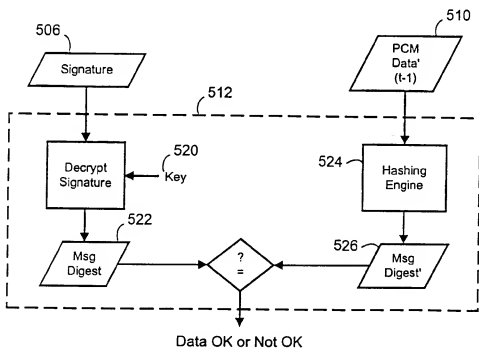 506
510
Signature
PCM
Data'
(t-1)
512
Decrypt
Signature
520
Key
524
Hashing
Engine
522
Msg
Digest
?
=
526
Msg
Digest'
Data OK or Not OK